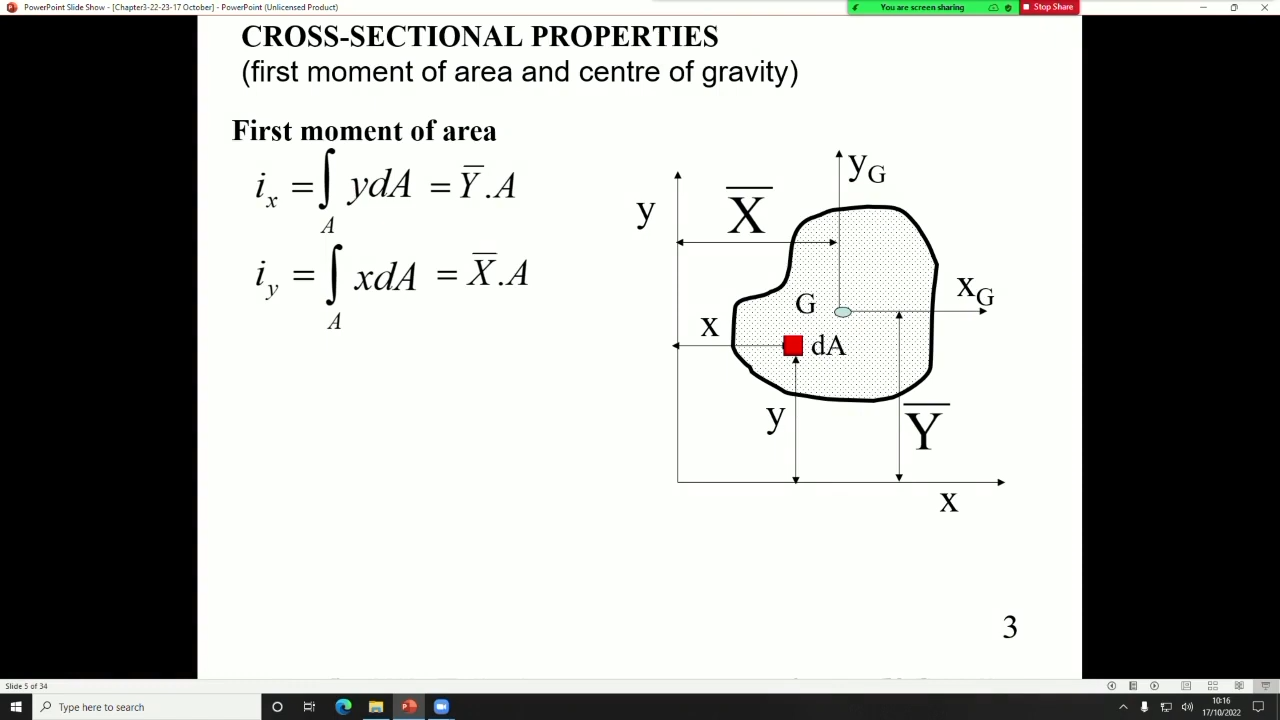 PowerPoint Slide Show - [Chapter3-22-23-17 October] - PowerPoint (Unlicensed Product)
You are screen sharing
Stop Share
CROSS-SECTIONAL PROPERTIES
(first moment of area and centre of gravity)
First moment of area
i_x = ∫_A ydA = Y̅.A
i_y = ∫_A xdA = X̅.A
y
X̅
y_G
x_G
G
x
dA
y
Y̅
x
3
Slide 5 of 34
Type here to search
10:16
17/10/2022